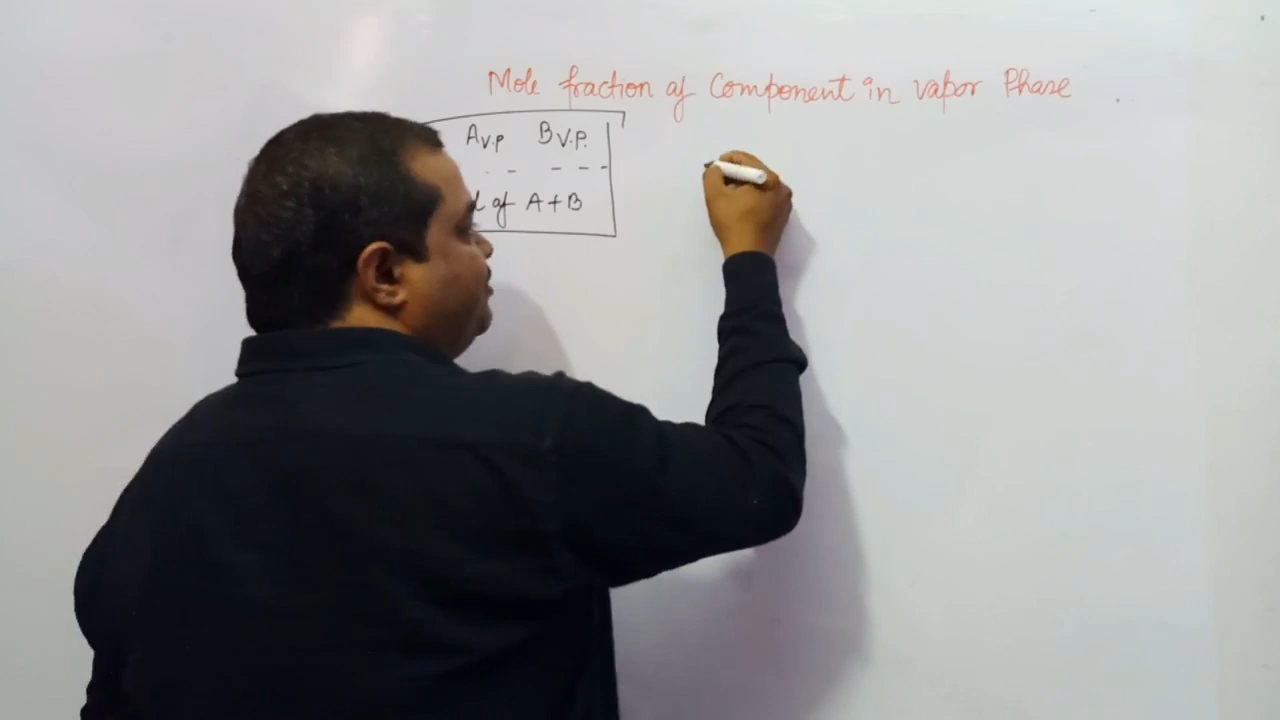 Mole fraction of Component in vapor Phase
A V.P B V.P.
of A + B